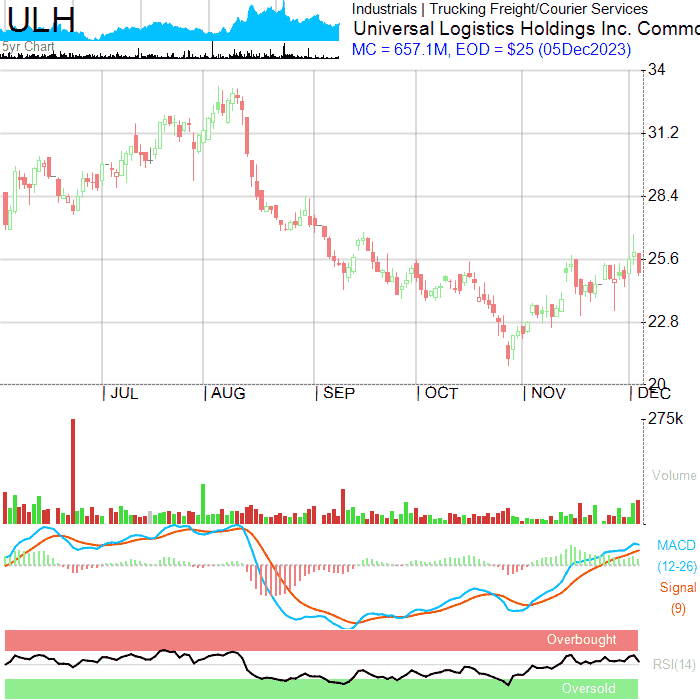 ULH
5yr Chart
Industrials | Trucking Freight/Courier Services
Universal Logistics Holdings Inc. Commo
MC = 657.1M, EOD = $25 (05Dec2023)
34
31.2
28.4
25.6
22.8
20
JUL AUG SEP OCT NOV DEC
275k
Volume
MACD
(12-26)
Signal
(9)
Overbought
RSI(14)
Oversold